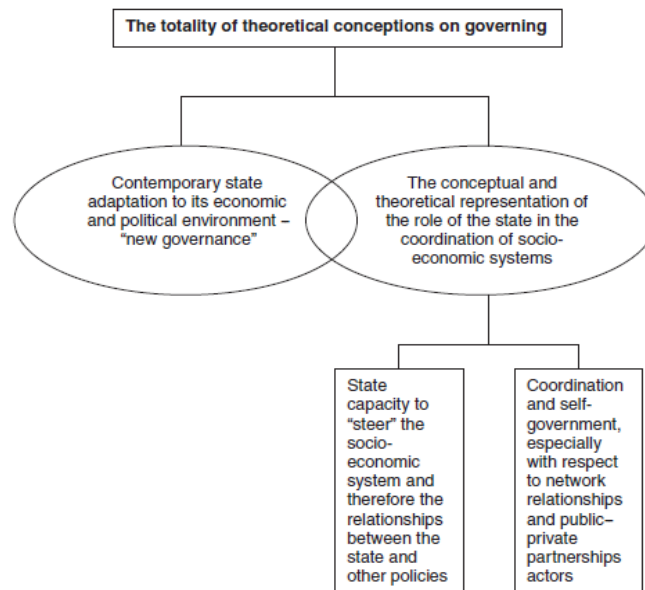 The totality of theoretical conceptions on governing
Contemporary state
adaptation to its economic
and political environment –
“new governance”
The conceptual and
theoretical representation of
the role of the state in the
coordination of socio-
economic systems
State
capacity to
“steer” the
socio-
economic
system and
therefore the
relationships
between the
state and
other policies
Coordination
and self-
government,
especially
with respect
to network
relationships
and public–
private
partnerships
actors